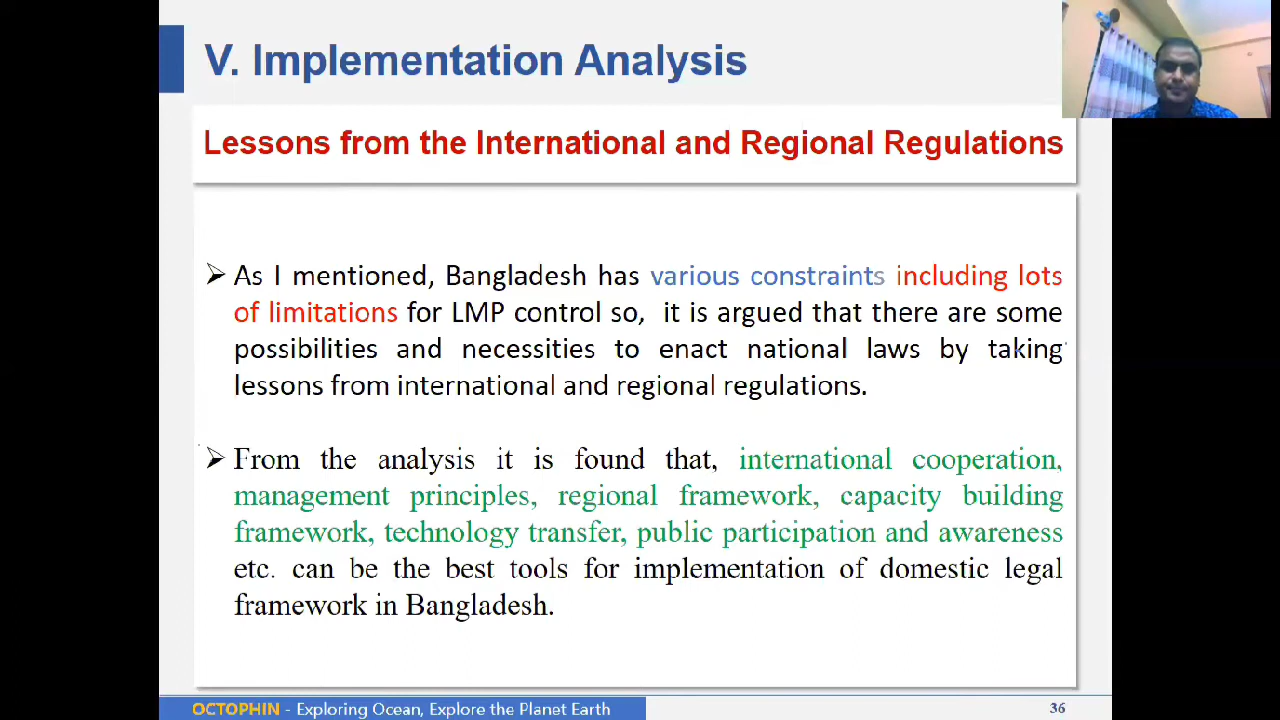 V. Implementation Analysis
Lessons from the International and Regional Regulations
➢ As I mentioned, Bangladesh has various constraints including lots
of limitations for LMP control so, it is argued that there are some
possibilities and necessities to enact national laws by taking
lessons from international and regional regulations.
➢ From the analysis it is found that, international cooperation,
management principles, regional framework, capacity building
framework, technology transfer, public participation and awareness
etc. can be the best tools for implementation of domestic legal
framework in Bangladesh.
OCTOPHIN - Exploring Ocean, Explore the Planet Earth
36